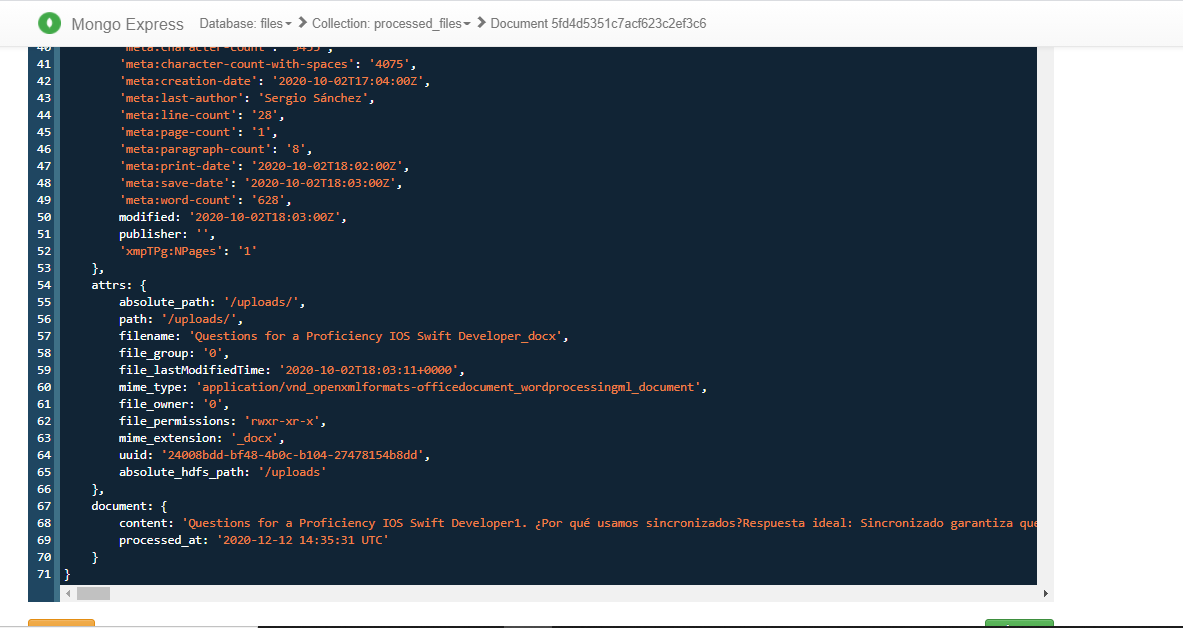 Mongo Express Database: files Collection: processed_files Document 5fd4d5351c7acf623c2ef3c6
40 'meta:character-count': '3455',
41 'meta:character-count-with-spaces': '4075',
42 'meta:creation-date': '2020-10-02T17:04:00Z',
43 'meta:last-author': 'Sergio Sánchez',
44 'meta:line-count': '28',
45 'meta:page-count': '1',
46 'meta:paragraph-count': '8',
47 'meta:print-date': '2020-10-02T18:02:00Z',
48 'meta:save-date': '2020-10-02T18:03:00Z',
49 'meta:word-count': '628',
50 modified: '2020-10-02T18:03:00Z',
51 publisher: '',
52 'xmpTPg:NPages': '1'
53 },
54 attrs: {
55 absolute_path: '/uploads/',
56 path: '/uploads/',
57 filename: 'Questions for a Proficiency IOS Swift Developer_docx',
58 file_group: '0',
59 file_lastModifiedTime: '2020-10-02T18:03:11+0000',
60 mime_type: 'application/vnd_openxmlformats-officedocument_wordprocessingml_document',
61 file_owner: '0',
62 file_permissions: 'rwxr-xr-x',
63 mime_extension: '_docx',
64 uuid: '24008bdd-bf48-4b0c-b104-27478154b8dd',
65 absolute_hdfs_path: '/uploads'
66 },
67 document: {
68 content: 'Questions for a Proficiency IOS Swift Developer1. ¿Por qué usamos sincronizados?Respuesta ideal: Sincronizado garantiza que
69 processed_at: '2020-12-12 14:35:31 UTC'
70 }
71 }